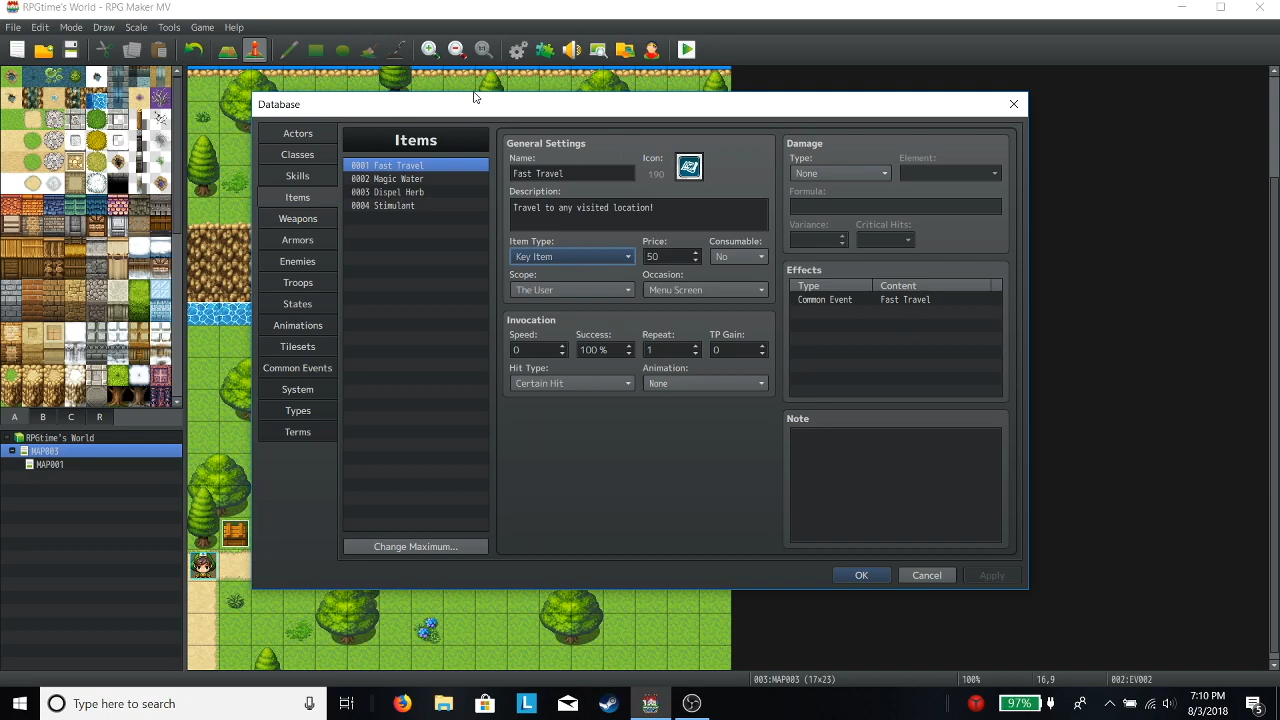 RPGtime's World - RPG Maker MV
File Edit Mode Draw Scale Tools Game Help
Database
Actors
Classes
Skills
Items
Weapons
Armors
Enemies
Troops
States
Animations
Tilesets
Common Events
System
Types
Terms
Items
0001 Fast Travel
0002 Magic Water
0003 Dispel Herb
0004 Stimulant
Change Maximum...
General Settings
Name: Icon:
Fast Travel 190
Description:
Travel to any visited location!
Item Type: Price: Consumable:
Key Item 50 No
Scope: Occasion:
The User Menu Screen
Invocation
Speed: Success: Repeat: TP Gain:
0 100 % 1 0
Hit Type: Animation:
Certain Hit None
Damage
Type: Element:
None
Formula:
Variance: Critical Hits:
Effects
Type Content
Common Event Fast Travel
Note
OK Cancel Apply
A B C R
RPGtime's World
MAP003
MAP001
003:MAP003 (17x23) 100% 16,9 002:EV002
Type here to search
L
97%
7:10 PM
8/3/2018
5